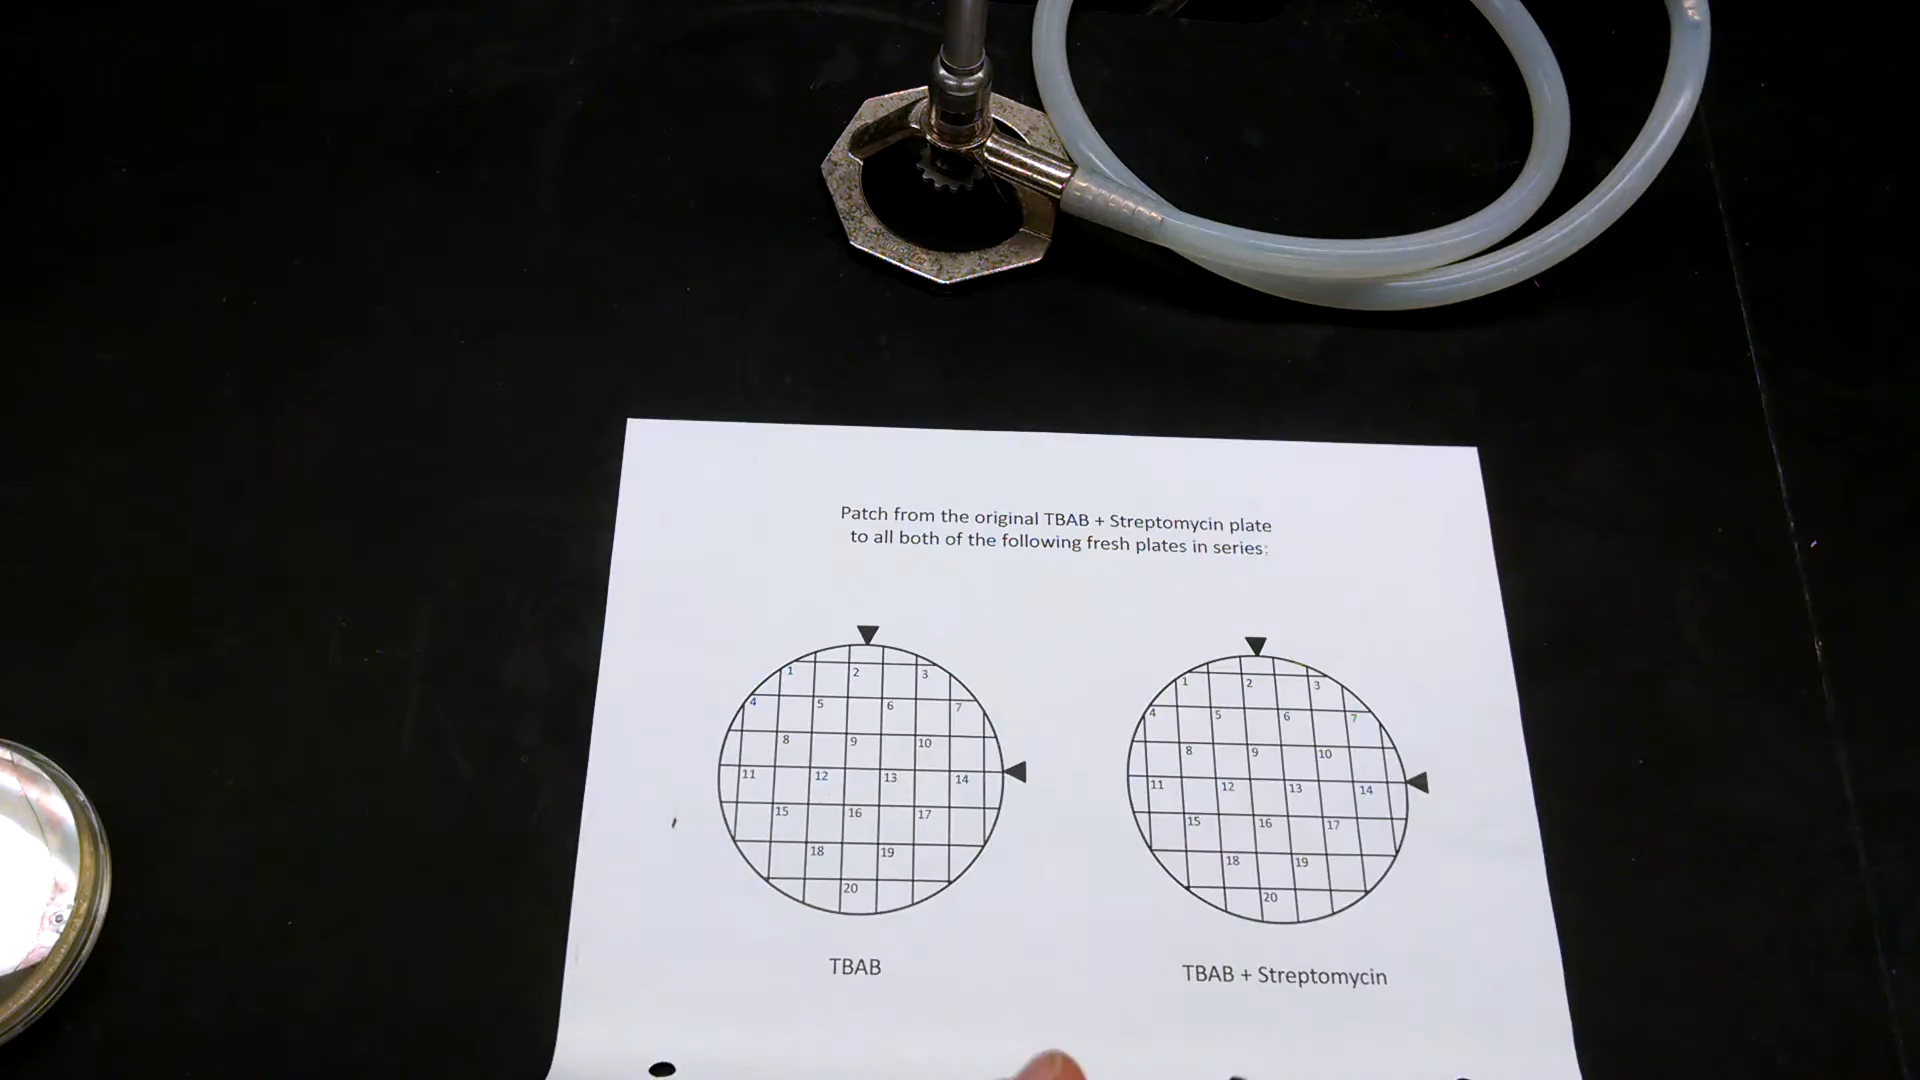 Patch from the original TBAB + Streptomycin plate
to all both of the following fresh plates in series:
1 2 3
4 5 6 7
8 9 10
11 12 13 14
15 16 17
18 19
20
TBAB
1 2 3
4 5 6 7
8 9 10
11 12 13 14
15 16 17
18 19
20
TBAB + Streptomycin